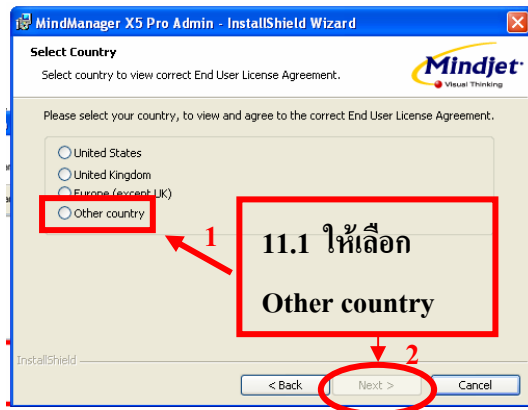 MindManager X5 Pro Admin - InstallShield Wizard
Select Country
Select country to view correct End User License Agreement.
Mindjet
Visual Thinking
Please select your country, to view and agree to the correct End User License Agreement.
United States
United Kingdom
Europe (except UK)
Other country
1
11.1 ให้เลือก
Other country
2
InstallShield
< Back
Next >
Cancel